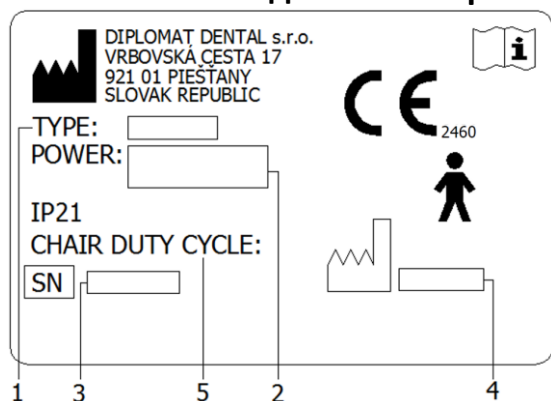 DIPLOMAT DENTAL s.r.o.
VRBOVSKÁ CESTA 17
921 01 PIEŠŤANY
SLOVAK REPUBLIC
i
CE 2460
TYPE:
POWER:
IP21
CHAIR DUTY CYCLE:
SN
1 3 5 2 4